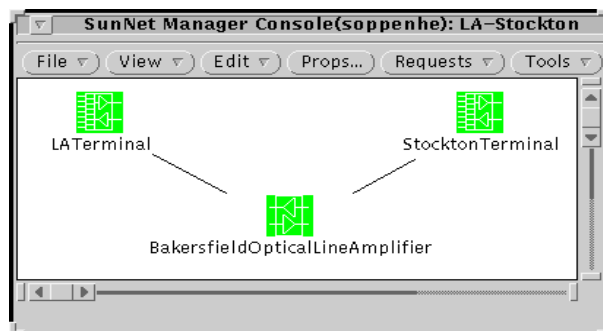 SunNet Manager Console(soppenhe): LA-Stockton
File View Edit Props... Requests Tools
LATerminal
StocktonTerminal
BakersfieldOpticalLineAmplifier